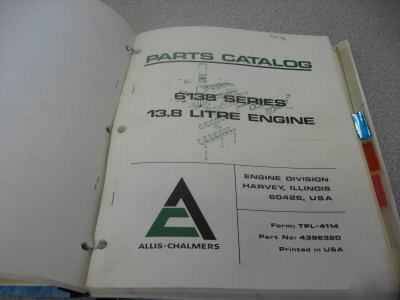 PARTS CATALOG
6138 SERIES
13.8 LITRE ENGINE
ENGINE DIVISION
HARVEY, ILLINOIS
60426, USA
ALLIS-CHALMERS
Form: TPL-4114
Part No: 4396320
Printed in USA